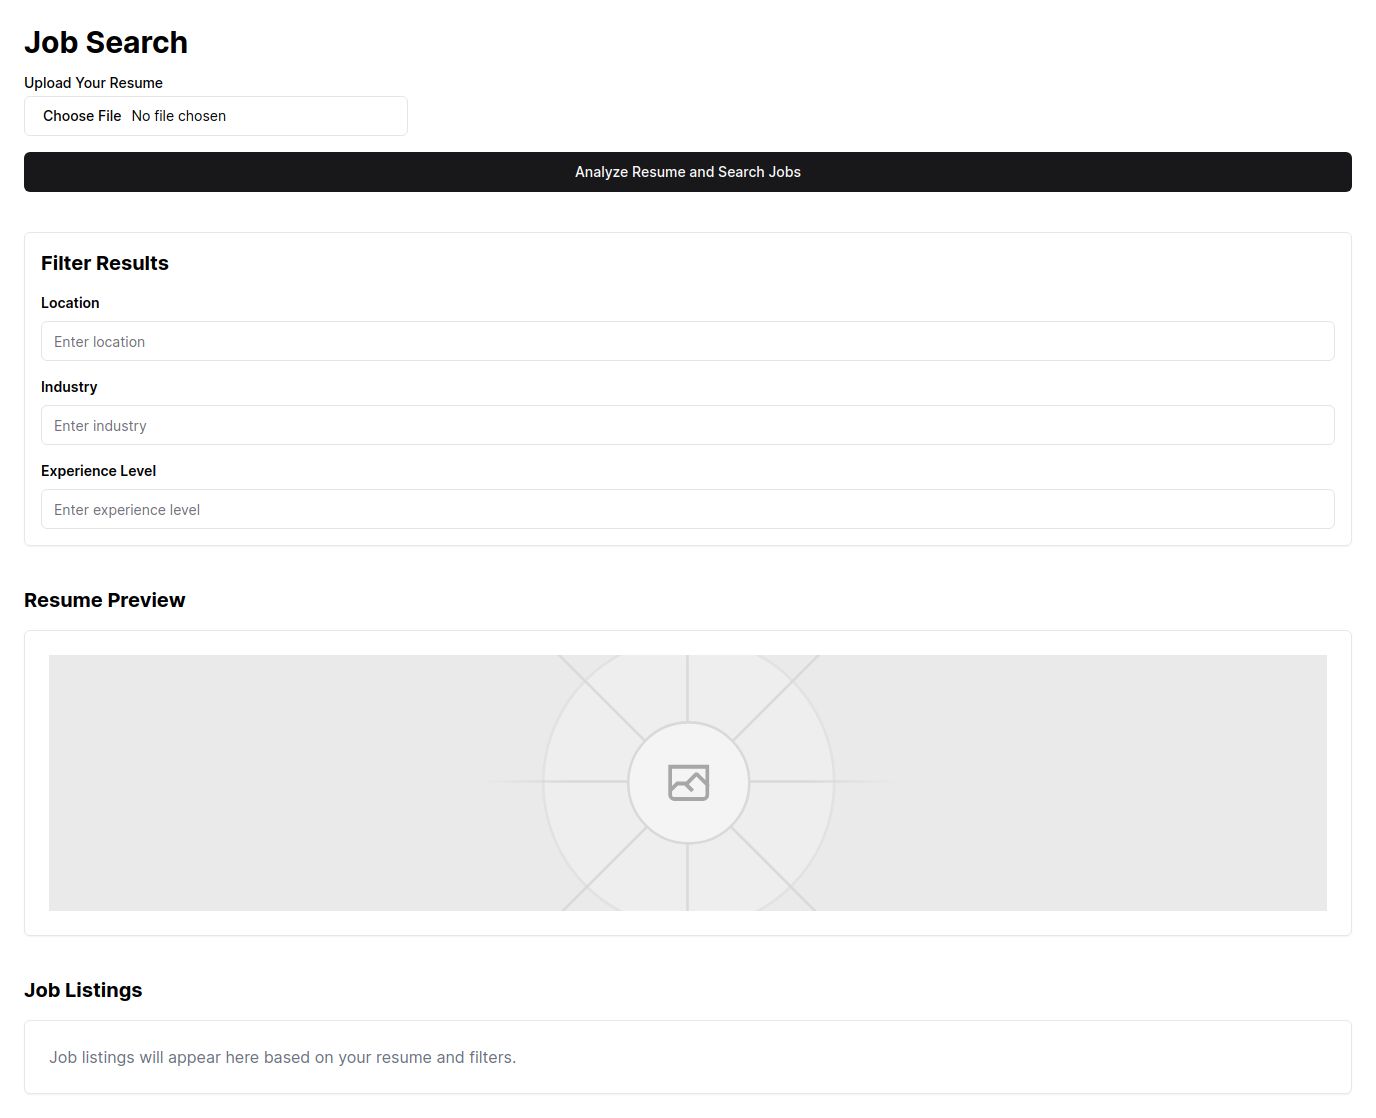 Job Search
Upload Your Resume
Choose File No file chosen
Analyze Resume and Search Jobs
Filter Results
Location
Enter location
Industry
Enter industry
Experience Level
Enter experience level
Resume Preview
Job Listings
Job listings will appear here based on your resume and filters.